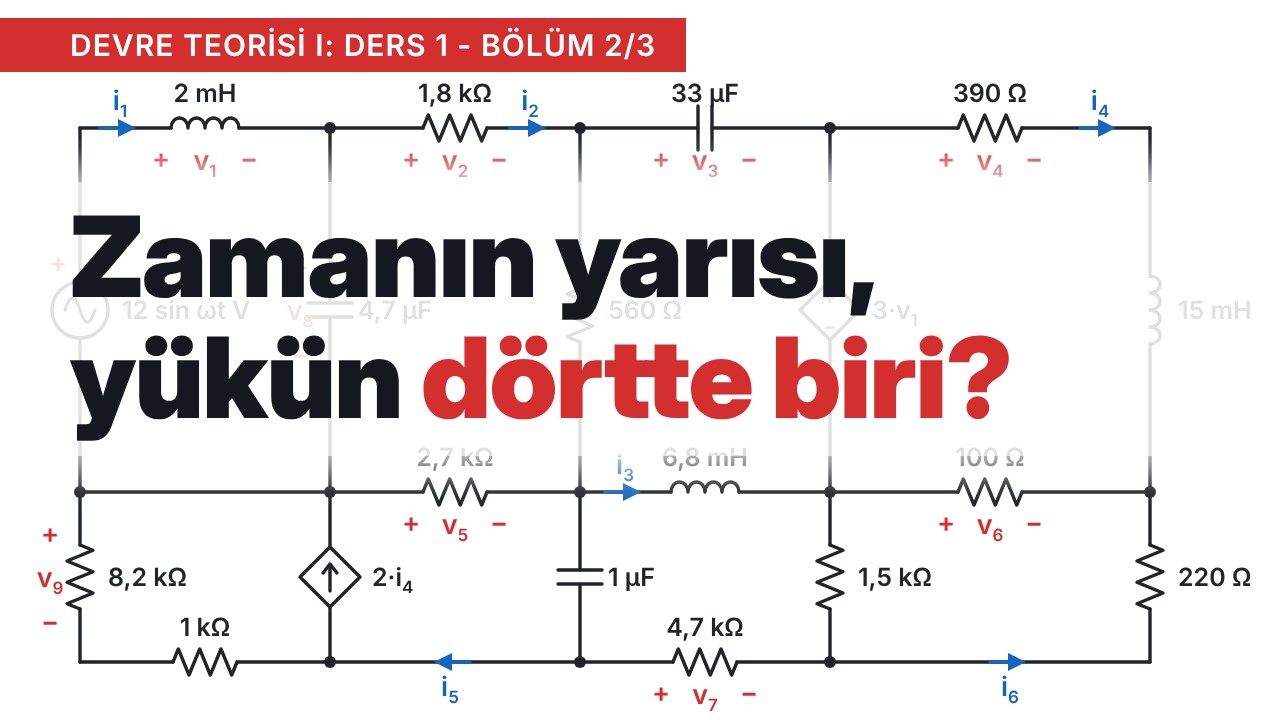 DEVRE TEORİSİ I: DERS 1 - BÖLÜM 2/3
i1 2 mH 1,8 kΩ i2 33 µF 390 Ω i4
+ v1 − + v2 − + v3 − + v4 −
Zamanın yarısı,
+ 12 sin ωt V v8 4,7 µF 560 Ω + − 3·v1 15 mH
yükün dörtte biri?
2,7 kΩ i3 6,8 mH 100 Ω
+ v5 − + v6 −
+ v9 − 8,2 kΩ 2·i4 1 µF 1,5 kΩ 220 Ω
1 kΩ 4,7 kΩ
i5 + v7 − i6